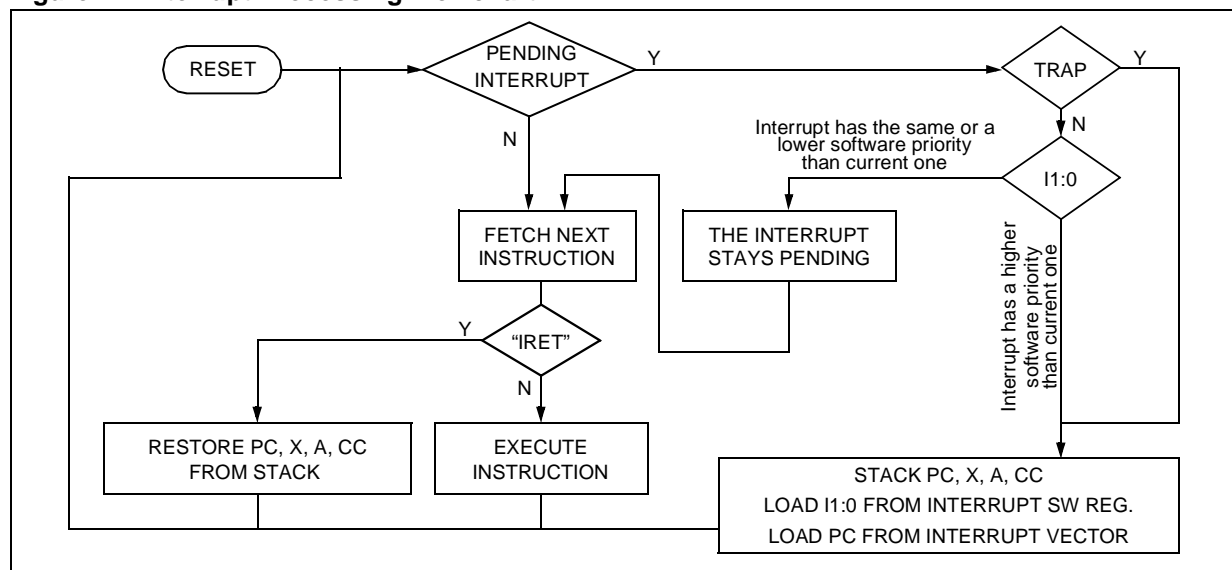 RESET
PENDING
INTERRUPT
Y
TRAP
Y
N
N
Interrupt has the same or a
lower software priority
than current one
I1:0
FETCH NEXT
INSTRUCTION
THE INTERRUPT
STAYS PENDING
Interrupt has a higher
software priority
than current one
Y
“IRET”
N
RESTORE PC, X, A, CC
FROM STACK
EXECUTE
INSTRUCTION
STACK PC, X, A, CC
LOAD I1:0 FROM INTERRUPT SW REG.
LOAD PC FROM INTERRUPT VECTOR